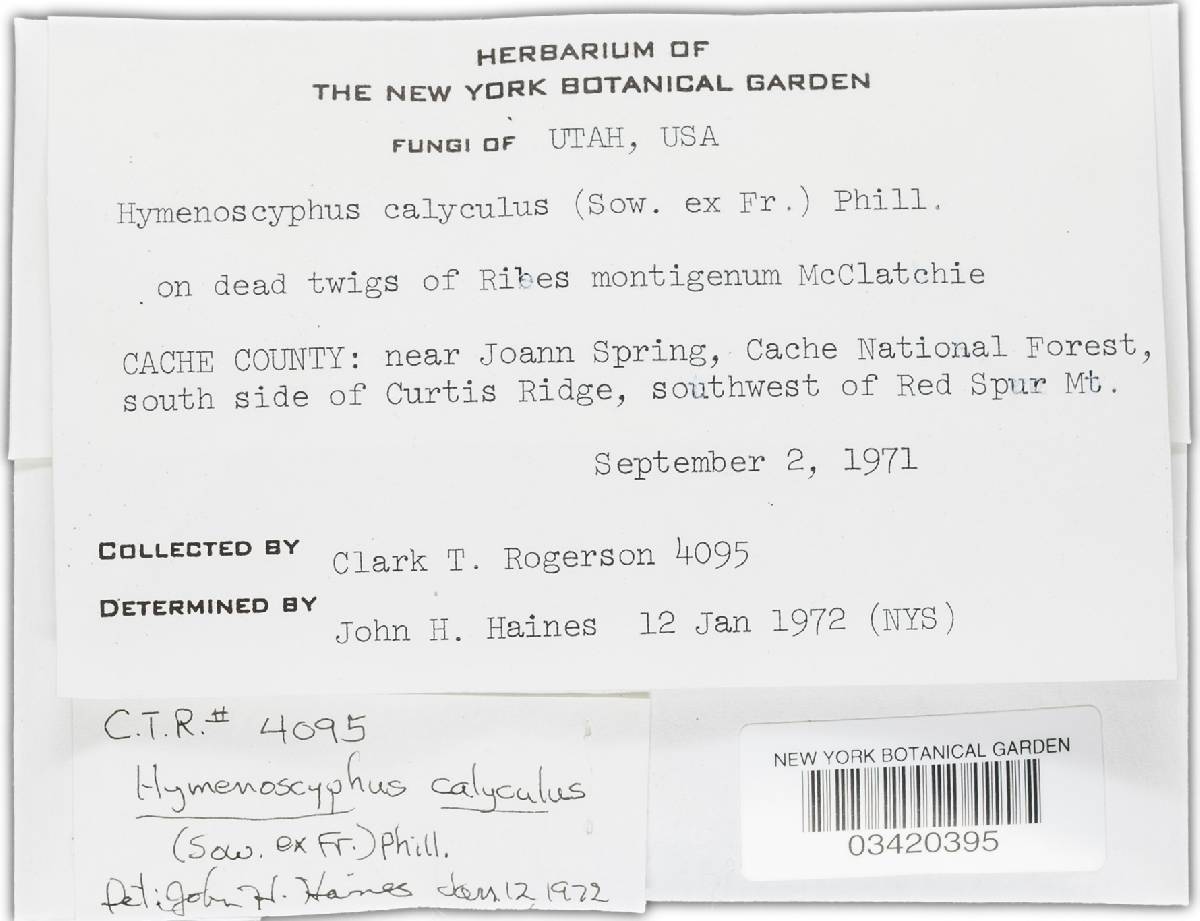 HERBARIUM OF
THE NEW YORK BOTANICAL GARDEN
FUNGI OF UTAH, USA
Hymenoscyphus calyculus (Sow. ex Fr.) Phill.
on dead twigs of Ribes montigenum McClatchie
CACHE COUNTY: near Joann Spring, Cache National Forest,
south side of Curtis Ridge, southwest of Red Spur Mt.
September 2, 1971
COLLECTED BY Clark T. Rogerson 4095
DETERMINED BY John H. Haines 12 Jan 1972 (NYS)
C.T.R.# 4095
Hymenoscyphus calyculus
(Sow. ex Fr.) Phill.
Det: John H. Haines Jan. 12, 1972
NEW YORK BOTANICAL GARDEN
03420395